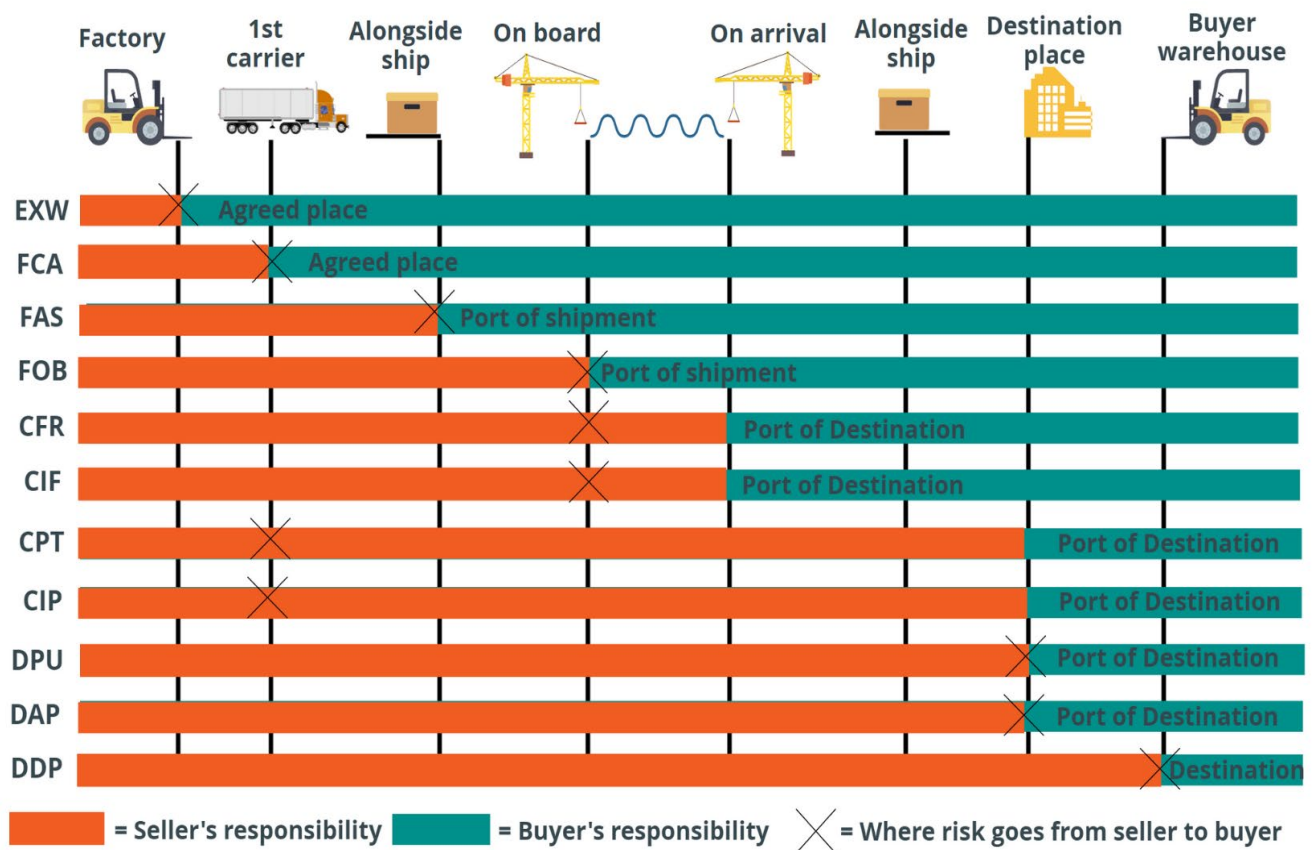 Factory
1st
carrier
Alongside
ship
On board
On arrival
Alongside
ship
Destination
place
Buyer
warehouse
EXW
Agreed place
FCA
Agreed place
FAS
Port of shipment
FOB
Port of shipment
CFR
Port of Destination
CIF
Port of Destination
CPT
Port of Destination
CIP
Port of Destination
DPU
Port of Destination
DAP
Port of Destination
DDP
Destination
= Seller's responsibility
= Buyer's responsibility
= Where risk goes from seller to buyer